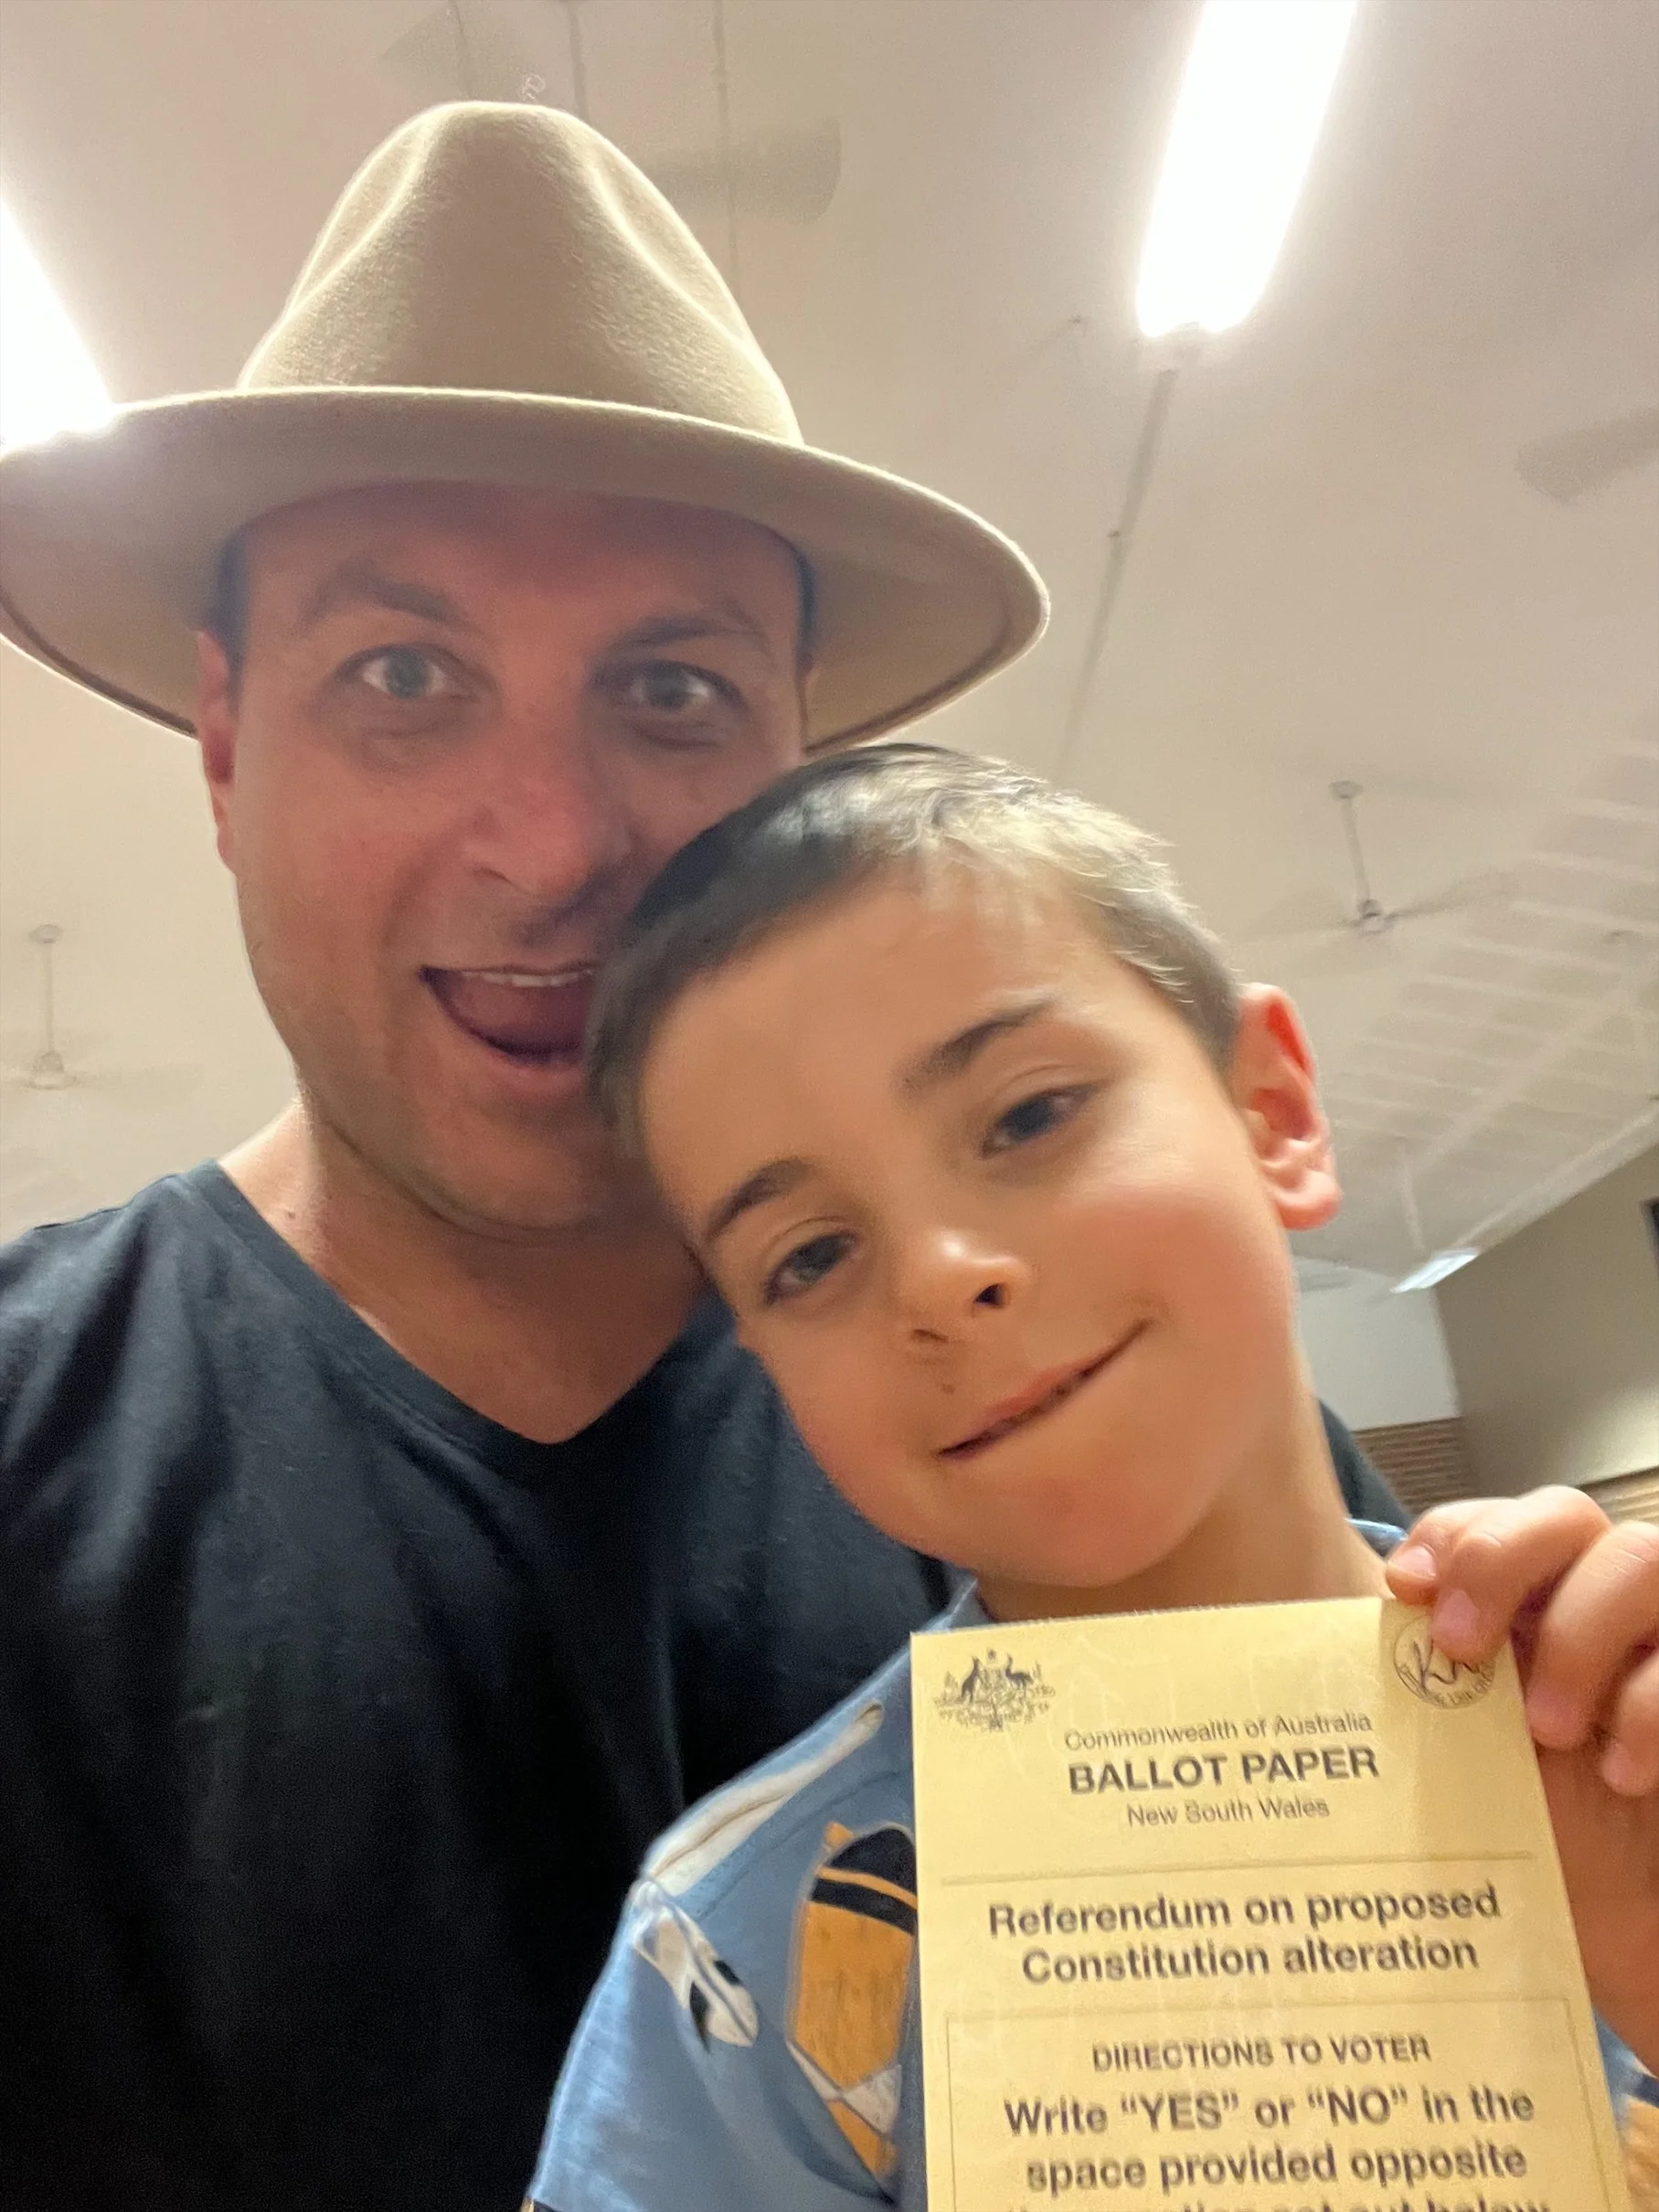 Commonwealth of Australia
BALLOT PAPER
New South Wales
Referendum on proposed
Constitution alteration
DIRECTIONS TO VOTER
Write “YES” or “NO” in the
space provided opposite